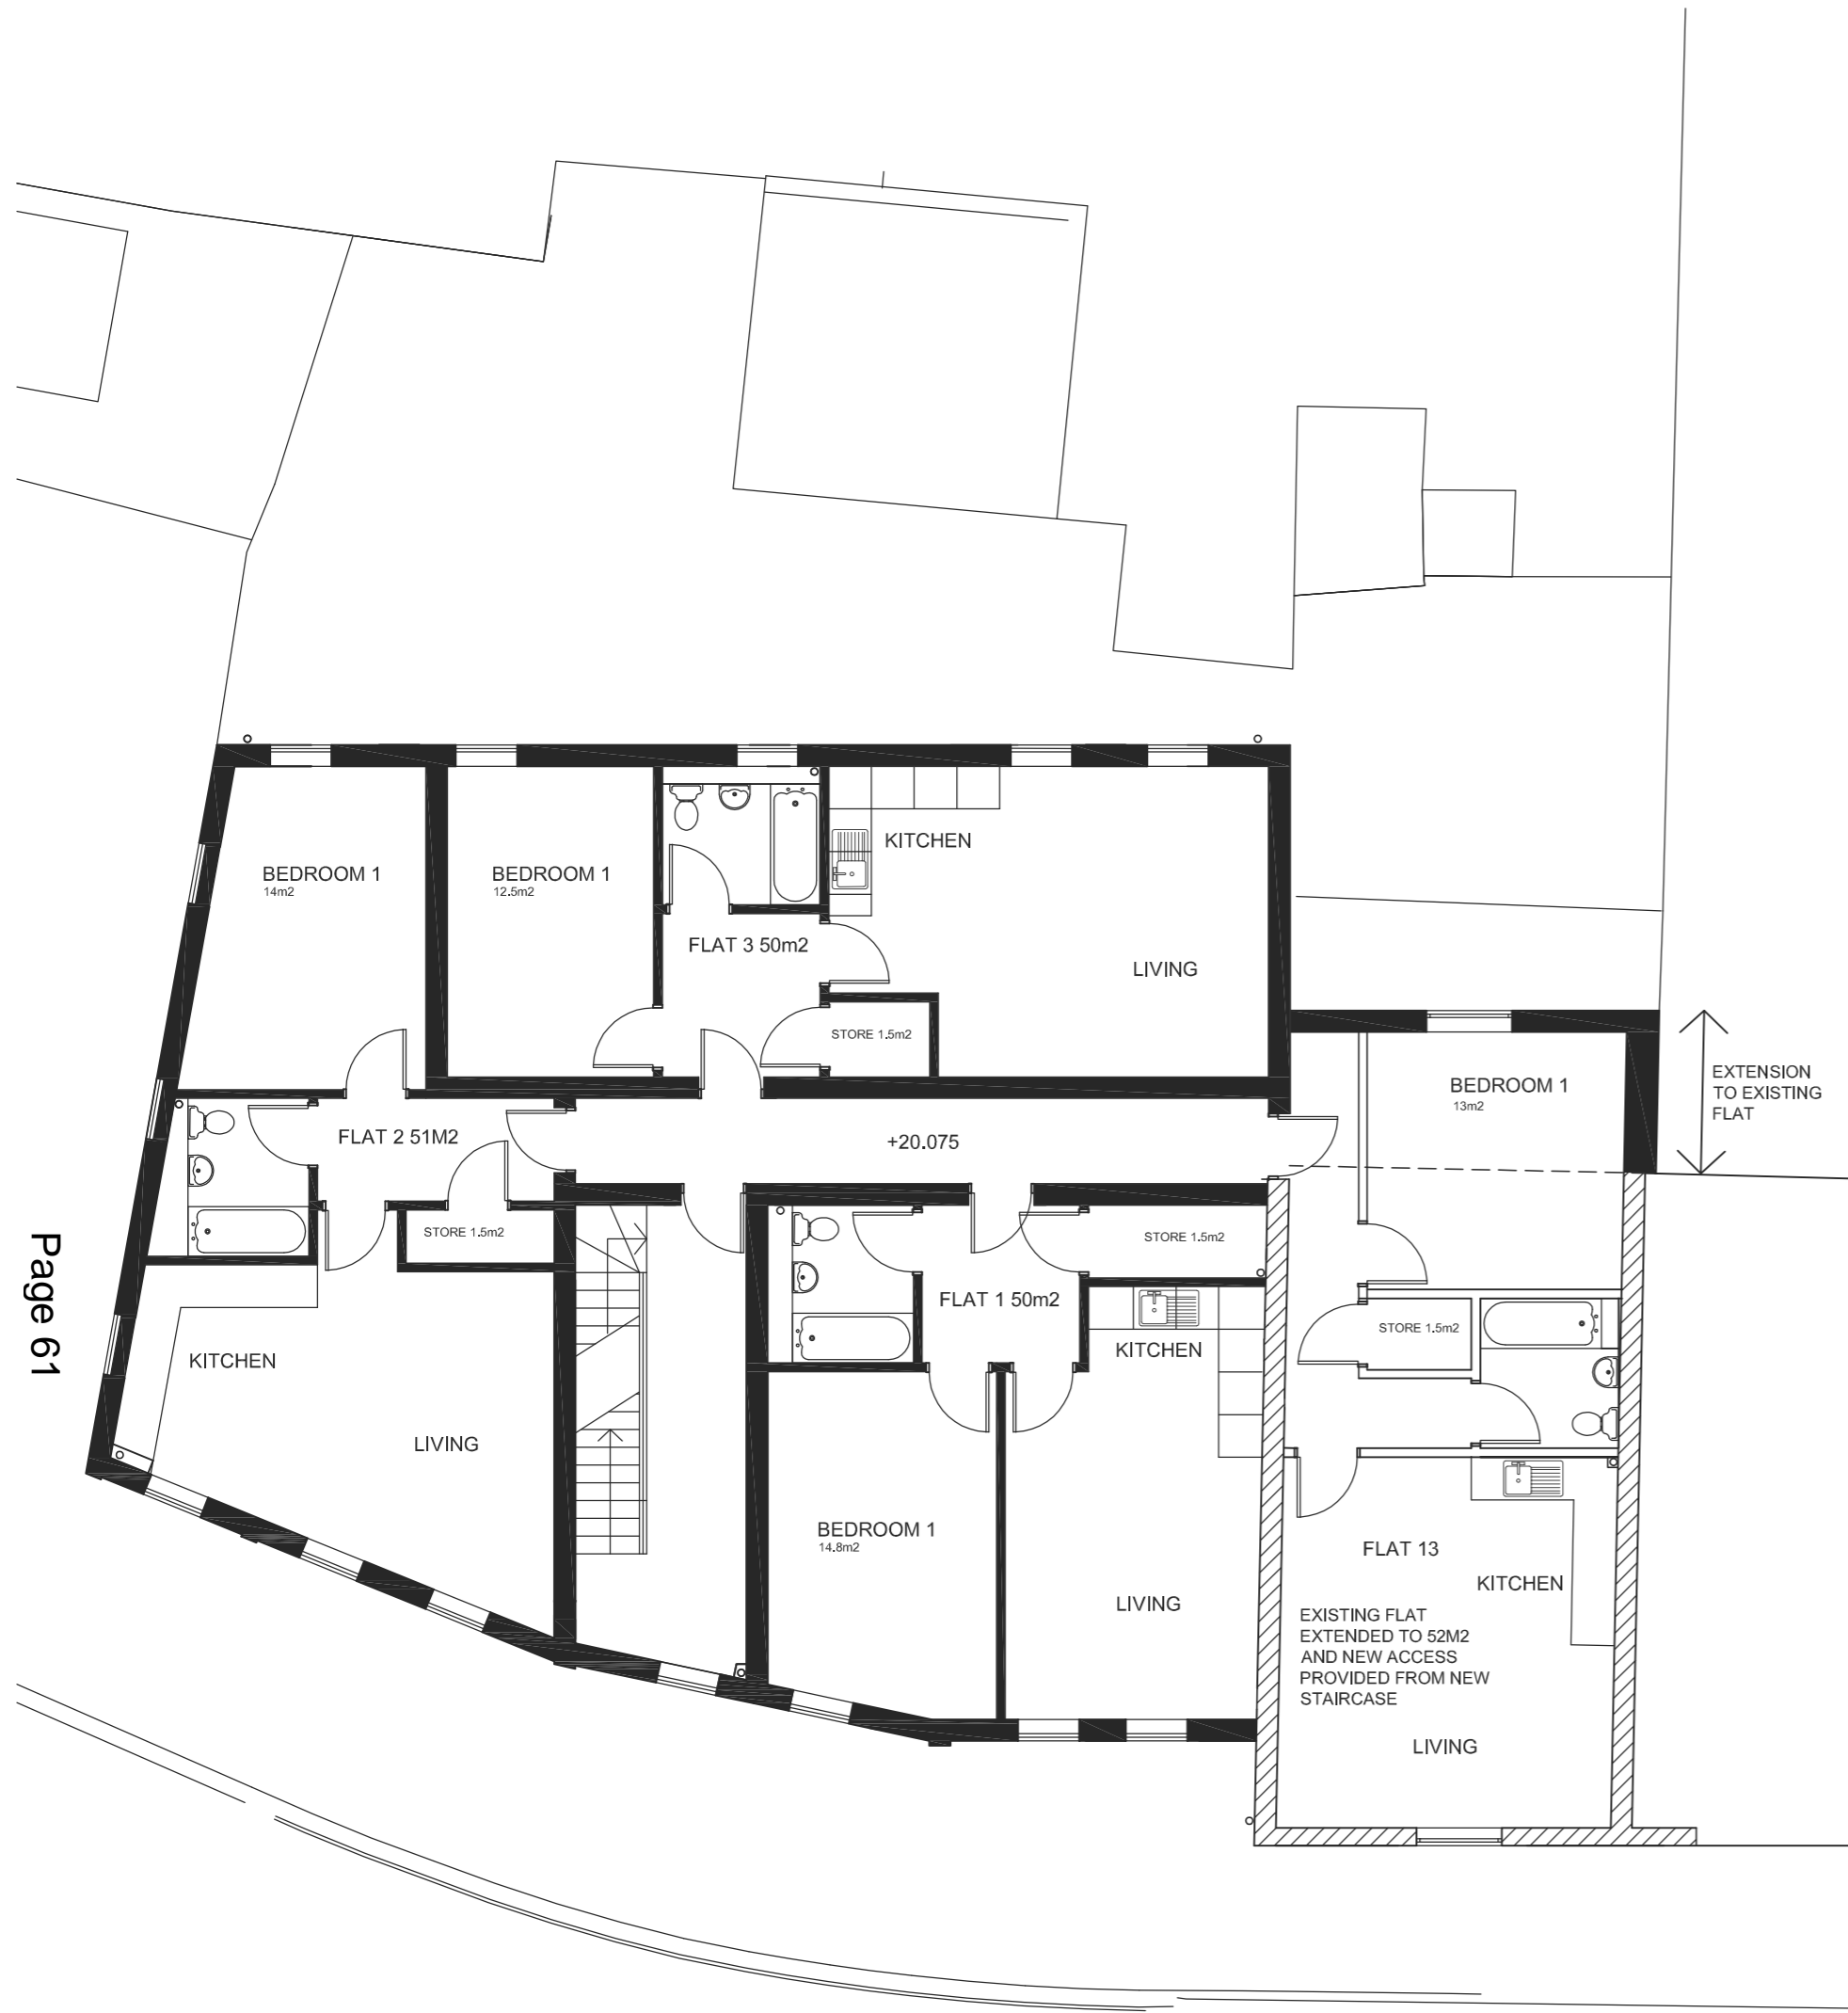 BEDROOM 1
14m2
BEDROOM 1
12.5m2
KITCHEN
FLAT 3 50m2
LIVING
STORE 1.5m2
BEDROOM 1
13m2
EXTENSION
TO EXISTING
FLAT
FLAT 2 51M2
+20.075
STORE 1.5m2
STORE 1.5m2
FLAT 1 50m2
STORE 1.5m2
KITCHEN
KITCHEN
LIVING
BEDROOM 1
14.8m2
LIVING
FLAT 13
KITCHEN
EXISTING FLAT
EXTENDED TO 52M2
AND NEW ACCESS
PROVIDED FROM NEW
STAIRCASE
LIVING
Page 61